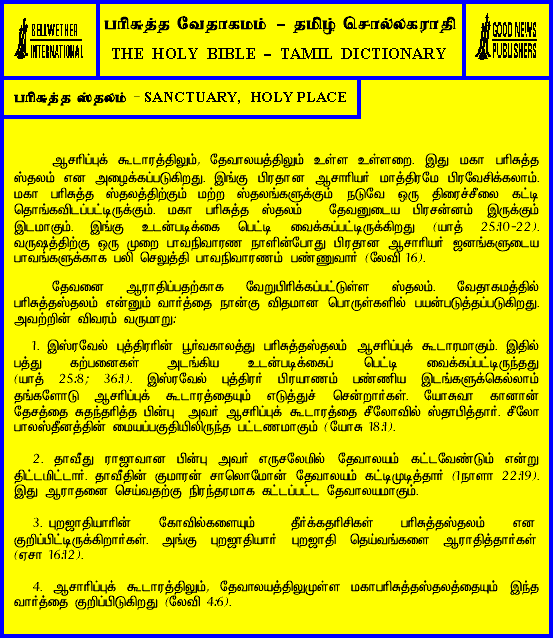 BELLWETHER
INTERNATIONAL
பரிசுத்த வேதாகமம் – தமிழ் சொல்லகராதி
THE HOLY BIBLE – TAMIL DICTIONARY
GOOD NEWS
PUBLISHERS
பரிசுத்த ஸ்தலம் – SANCTUARY, HOLY PLACE
ஆசரிப்புக் கூடாரத்திலும், தேவாலயத்திலும் உள்ள உள்ளறை. இது மகா பரிசுத்த
ஸ்தலம் என அழைக்கப்படுகிறது. இங்கு பிரதான ஆசாரியர் மாத்திரமே பிரவேசிக்கலாம்.
மகா பரிசுத்த ஸ்தலத்திற்கும் மற்ற ஸ்தலங்களுக்கும் நடுவே ஒரு திரைச்சீலை கட்டி
தொங்கவிடப்பட்டிருக்கும். மகா பரிசுத்த ஸ்தலம் தேவனுடைய பிரசன்னம் இருக்கும்
இடமாகும். இங்கு உடன்படிக்கை பெட்டி வைக்கப்பட்டிருக்கிறது (யாத் 25:10-22).
வருஷத்திற்கு ஒரு முறை பாவநிவாரண நாளின்போது பிரதான ஆசாரியர் ஜனங்களுடைய
பாவங்களுக்காக பலி செலுத்தி பாவநிவாரணம் பண்ணுவார் (லேவி 16).
தேவனை ஆராதிப்பதற்காக வேறுபிரிக்கப்பட்டுள்ள ஸ்தலம். வேதாகமத்தில்
பரிசுத்தஸ்தலம் என்னும் வார்த்தை நான்கு விதமான பொருள்களில் பயன்படுத்தப்படுகிறது.
அவற்றின் விவரம் வருமாறு:
1. இஸ்ரவேல் புத்திரரின் பூர்வகாலத்து பரிசுத்தஸ்தலம் ஆசரிப்புக் கூடாரமாகும். இதில்
பத்து கற்பனைகள் அடங்கிய உடன்படிக்கைப் பெட்டி வைக்கப்பட்டிருந்தது
(யாத் 25:8; 36:1). இஸ்ரவேல் புத்திரர் பிரயாணம் பண்ணிய இடங்களுக்கெல்லாம்
தங்களோடு ஆசரிப்புக் கூடாரத்தையும் எடுத்துச் சென்றார்கள். யோசுவா கானான்
தேசத்தை சுதந்தரித்த பின்பு அவர் ஆசரிப்புக் கூடாரத்தை சீலோவில் ஸ்தாபித்தார். சீலோ
பாலஸ்தீனத்தின் மையப்பகுதியிலிருந்த பட்டணமாகும் (யோசு 18:1).
2. தாவீது ராஜாவான பின்பு அவர் எருசலேமில் தேவாலயம் கட்டவேண்டும் என்று
திட்டமிட்டார். தாவீதின் குமாரன் சாலொமோன் தேவாலயம் கட்டிமுடித்தார் (1நாளா 22:19).
இது ஆராதனை செய்வதற்கு நிரந்தரமாக கட்டப்பட்ட தேவாலயமாகும்.
3. புறஜாதியாரின் கோவில்களையும் தீர்க்கதரிசிகள் பரிசுத்தஸ்தலம் என
குறிப்பிட்டிருக்கிறார்கள். அங்கு புறஜாதியார் புறஜாதி தெய்வங்களை ஆராதித்தார்கள்
(ஏசா 16:12).
4. ஆசாரிப்புக் கூடாரத்திலும், தேவாலயத்திலுமுள்ள மகாபரிசுத்தஸ்தலத்தையும் இந்த
வார்த்தை குறிப்பிடுகிறது (லேவி 4:6).